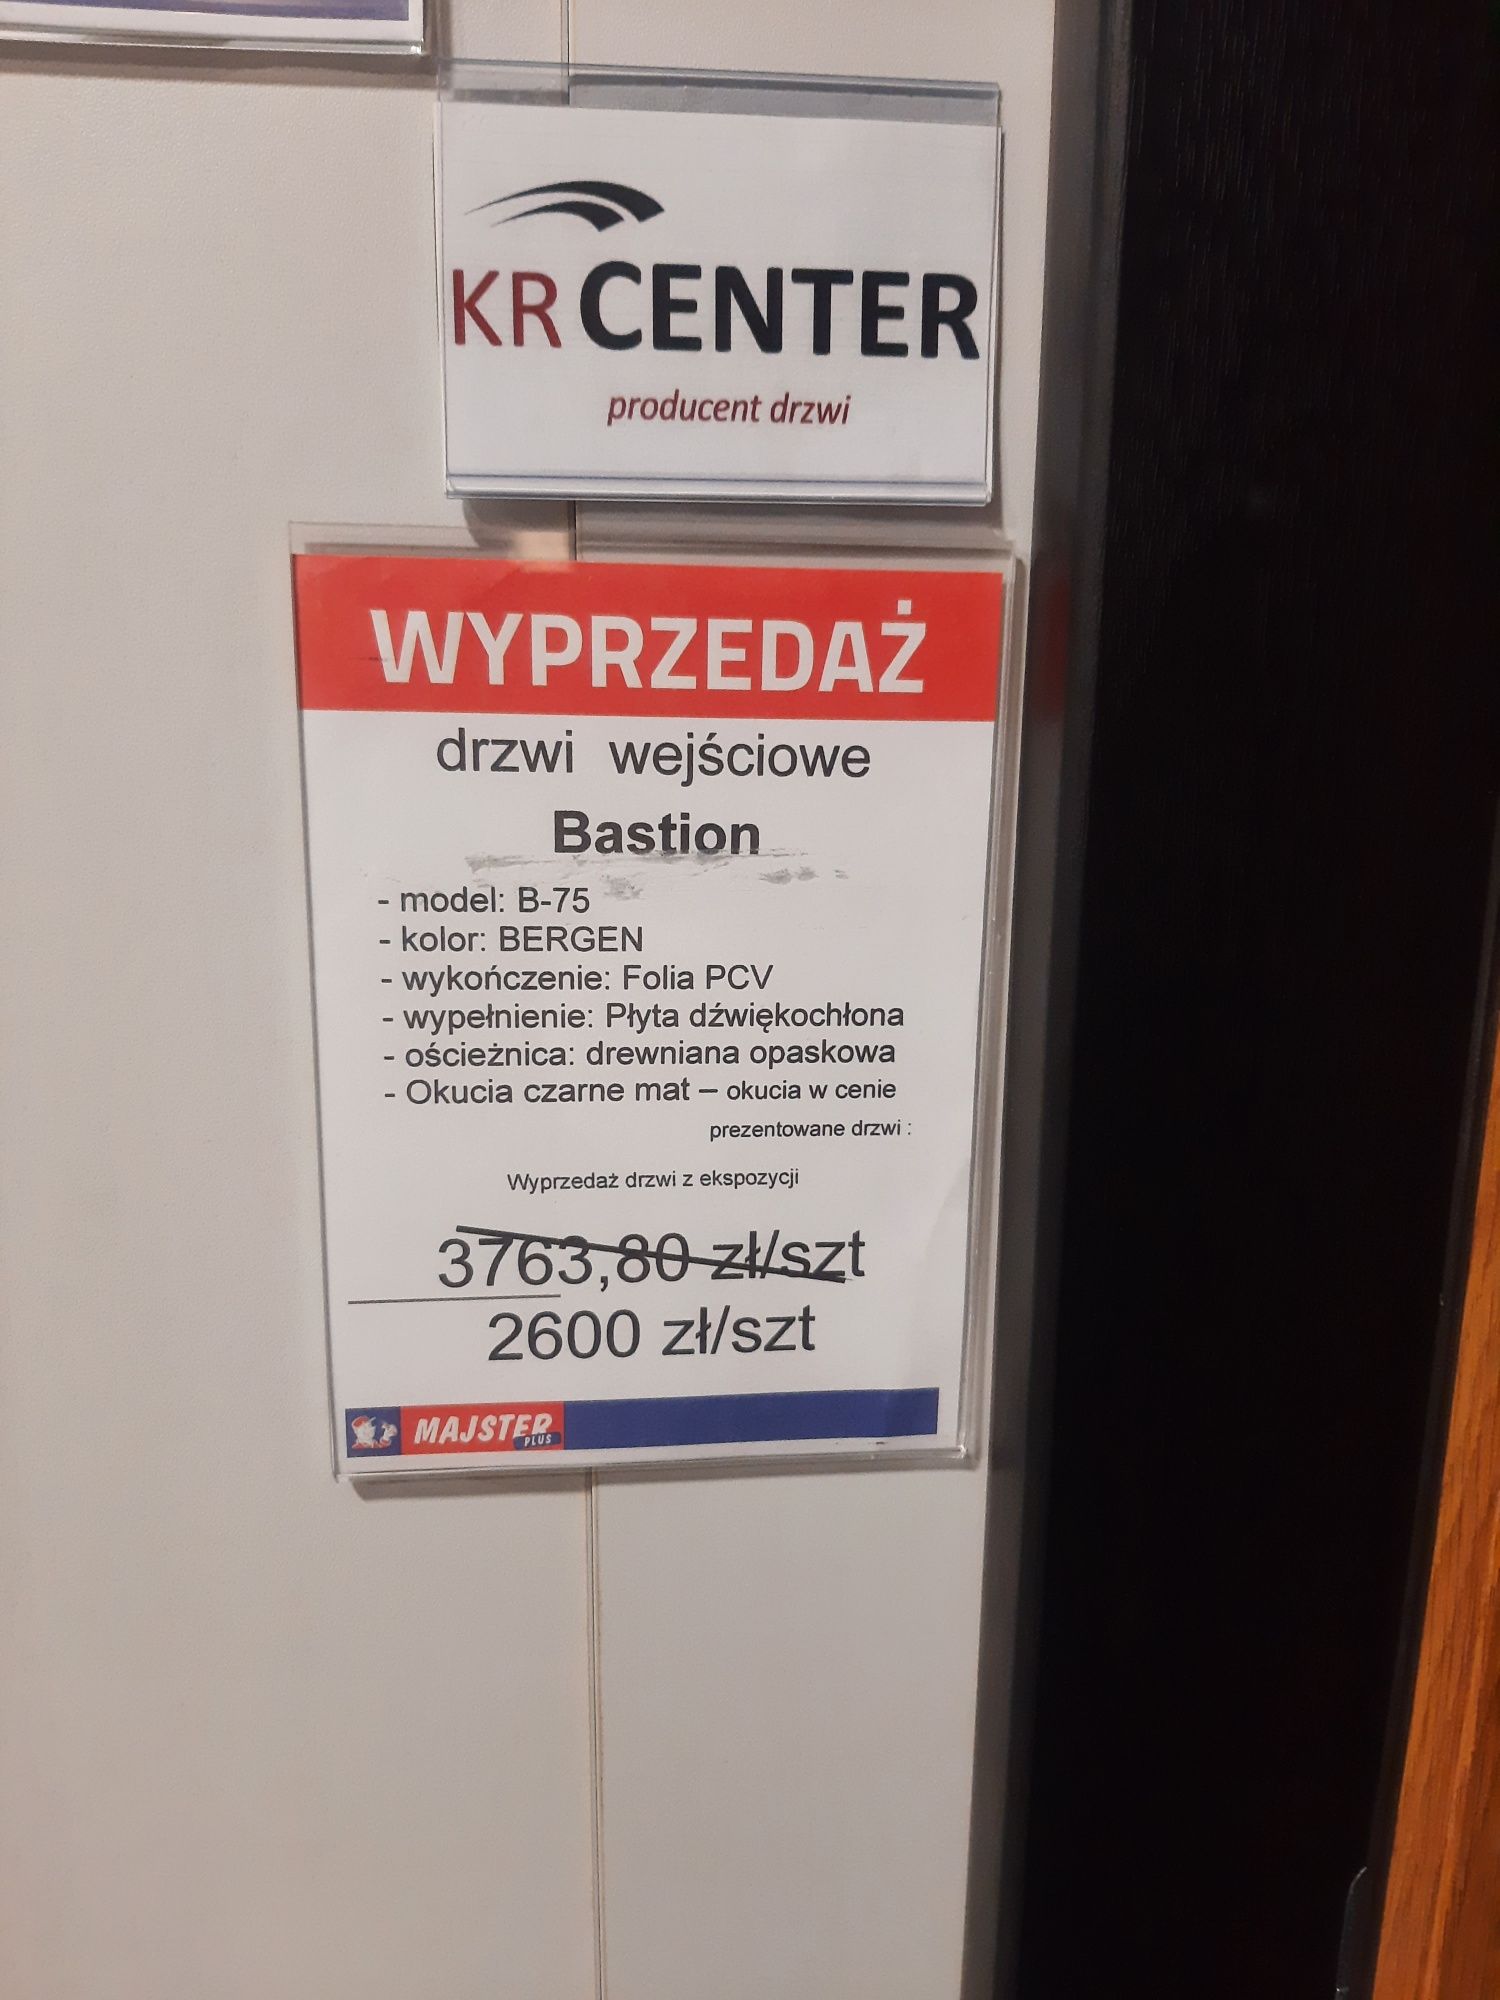 KR CENTER
producent drzwi
WYPRZEDAŻ
drzwi wejściowe
Bastion
- model: B-75
- kolor: BERGEN
- wykończenie: Folia PCV
- wypełnienie: Płyta dźwiękochłona
- ościeżnica: drewniana opaskowa
- Okucia czarne mat – okucia w cenie
prezentowane drzwi :
Wyprzedaż drzwi z ekspozycji
3763,80 zł/szt
2600 zł/szt
MAJSTER
PLUS